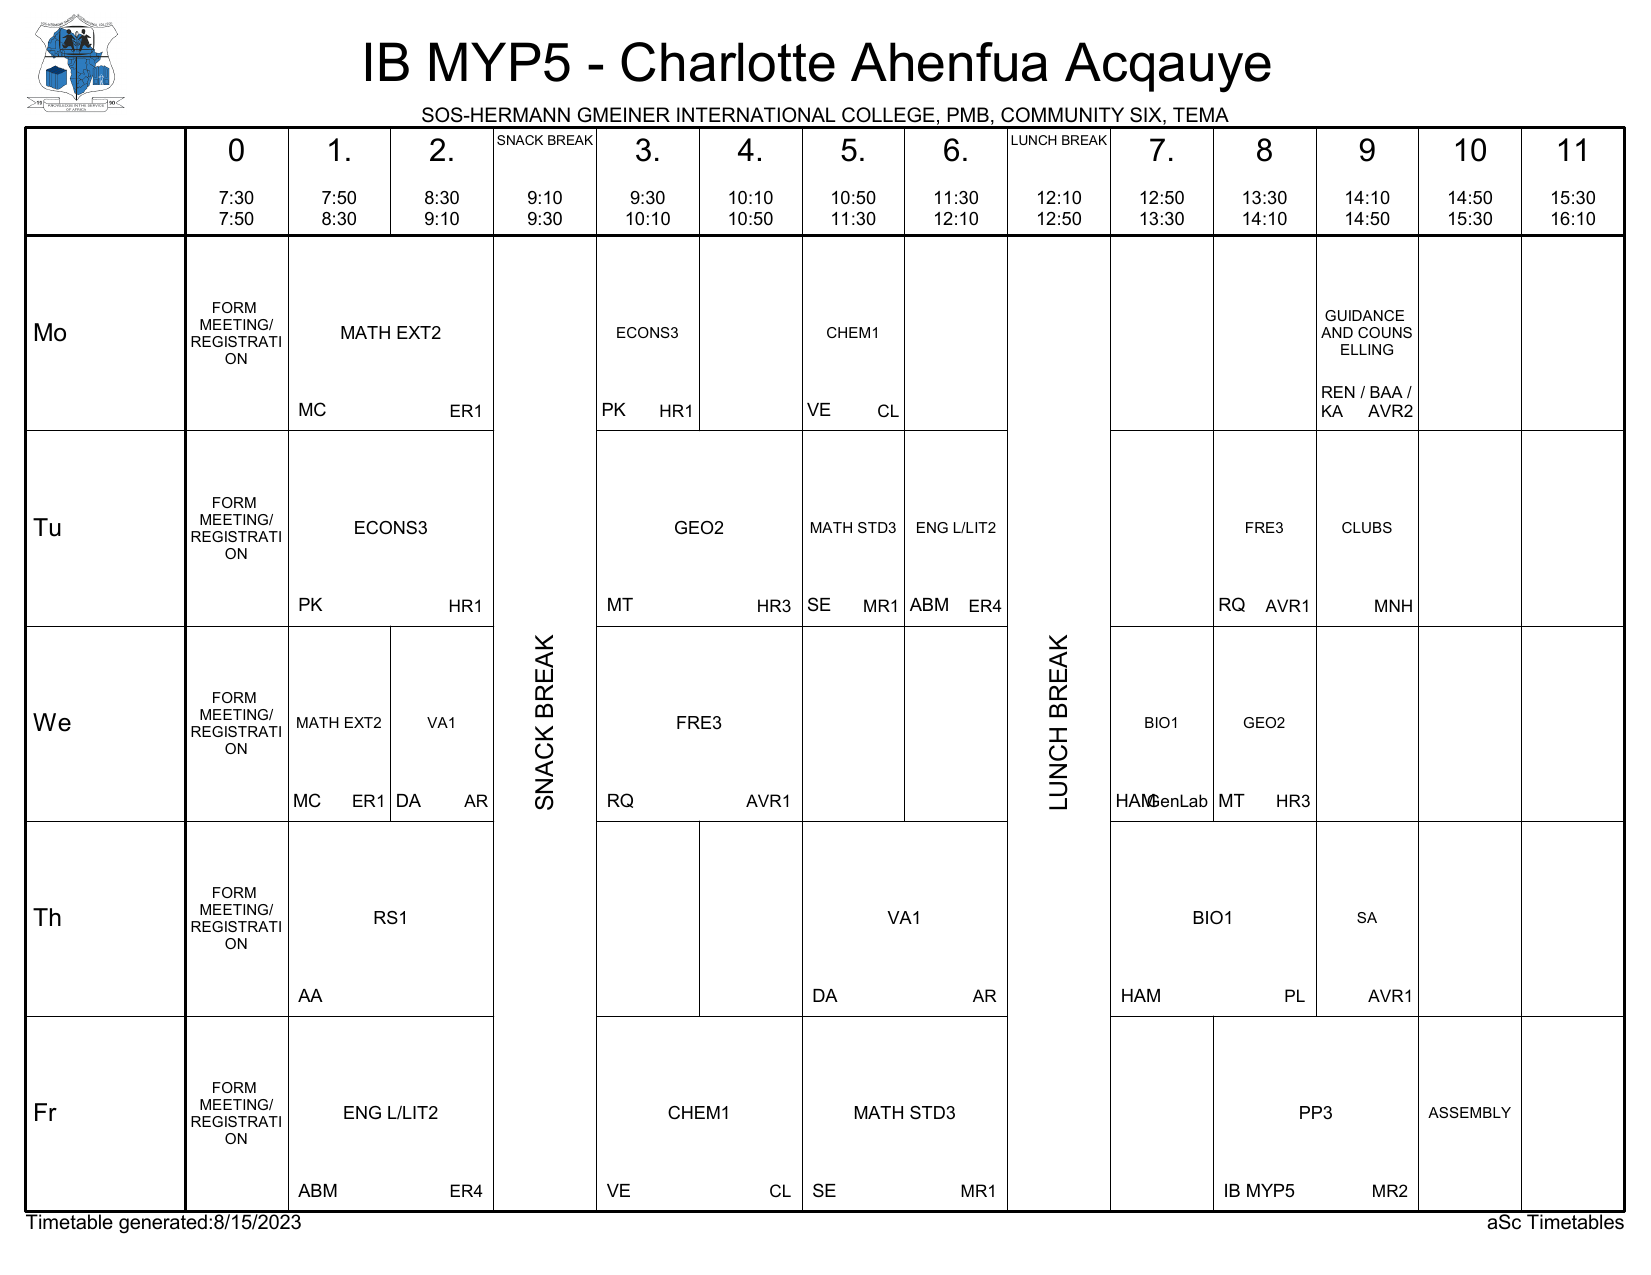 IB MYP5 - Charlotte Ahenfua Acqauye
SOS-HERMANN GMEINER INTERNATIONAL COLLEGE, PMB, COMMUNITY SIX, TEMA
0 1. 2. SNACK BREAK 3. 4. 5. 6. LUNCH BREAK 7. 8 9 10 11
7:30 7:50 8:30 9:10 9:30 10:10 10:50 11:30 12:10 12:50 13:30 14:10 14:50 15:30
7:50 8:30 9:10 9:30 10:10 10:50 11:30 12:10 12:50 13:30 14:10 14:50 15:30 16:10
Mo
FORM
MEETING/
REGISTRATI
ON
MATH EXT2
MC ER1
ECONS3
PK HR1
CHEM1
VE CL
GUIDANCE
AND COUNS
ELLING
REN / BAA /
KA AVR2
Tu
FORM
MEETING/
REGISTRATI
ON
ECONS3
PK HR1
GEO2
MT HR3
MATH STD3
SE MR1
ENG L/LIT2
ABM ER4
FRE3
RQ AVR1
CLUBS
MNH
We
FORM
MEETING/
REGISTRATI
ON
MATH EXT2
MC ER1
VA1
DA AR
SNACK BREAK
FRE3
RQ AVR1
LUNCH BREAK
BIO1
HAM GenLab
GEO2
MT HR3
Th
FORM
MEETING/
REGISTRATI
ON
RS1
AA
VA1
DA AR
BIO1
HAM PL
SA
AVR1
Fr
FORM
MEETING/
REGISTRATI
ON
ENG L/LIT2
ABM ER4
CHEM1
VE CL
MATH STD3
SE MR1
PP3
IB MYP5 MR2
ASSEMBLY
Timetable generated:8/15/2023
aSc Timetables